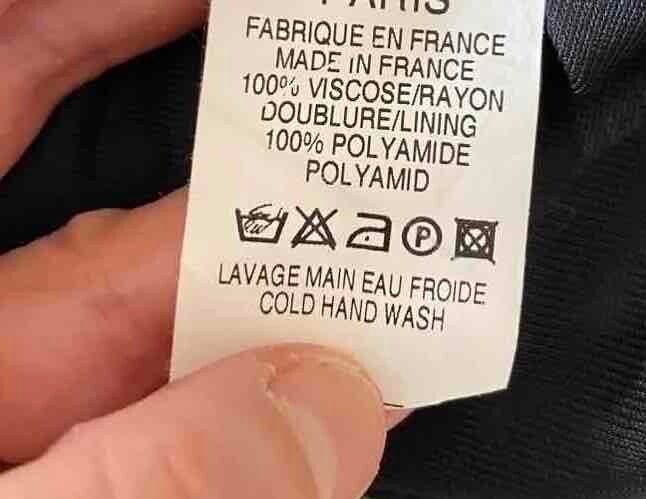 PARIS
FABRIQUE EN FRANCE
MADE IN FRANCE
100% VISCOSE/RAYON
DOUBLURE/LINING
100% POLYAMIDE
POLYAMID
P
LAVAGE MAIN EAU FROIDE
COLD HAND WASH